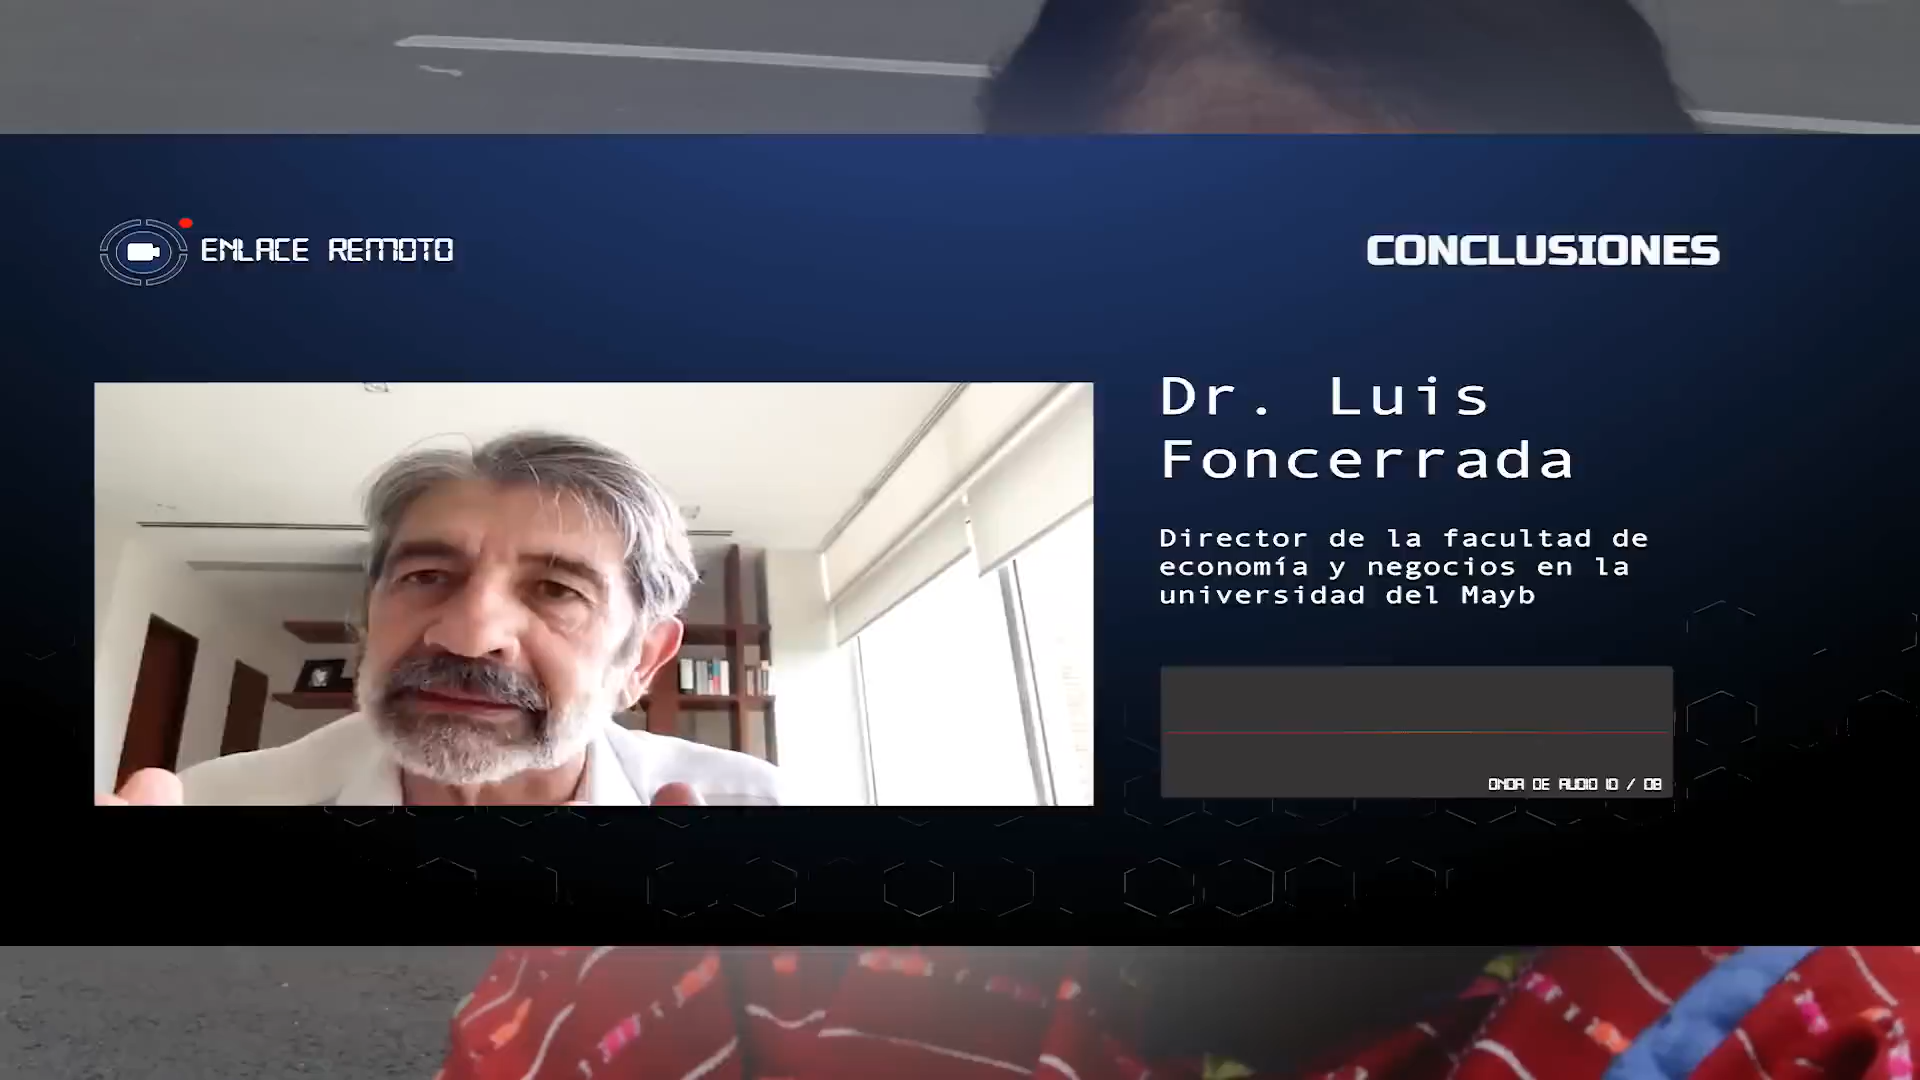 ENLACE REMOTO
CONCLUSIONES
Dr. Luis
Foncerrada
Director de la facultad de
economía y negocios en la
universidad del Mayb
ONDA DE AUDIO 10 / DB